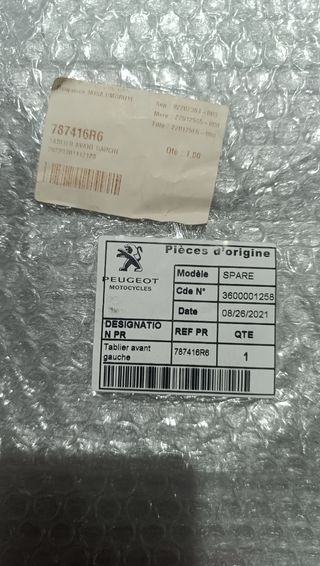 787416R6
TABLIER AVANT GAUCHE
Qte : 1,00
Pièces d'origine
PEUGEOT
MOTOCYCLES
Modèle SPARE
Cde N° 3600001258
Date 08/26/2021
DESIGNATIO
N PR
REF PR QTE
Tablier avant
gauche
787416R6 1